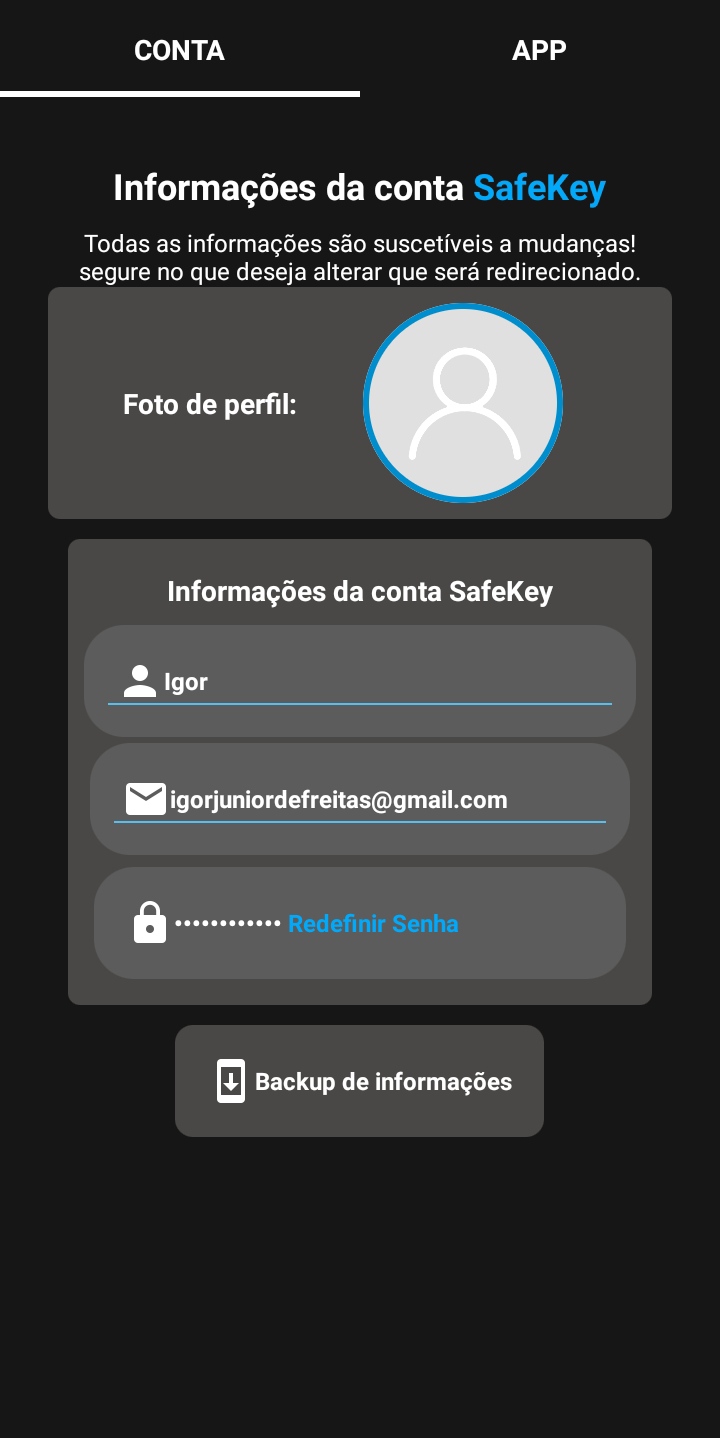 CONTA APP
Informações da conta SafeKey
Todas as informações são suscetíveis a mudanças!
segure no que deseja alterar que será redirecionado.
Foto de perfil:
Informações da conta SafeKey
Igor
igorjuniordefreitas@gmail.com
•••••••••••• Redefinir Senha
Backup de informações